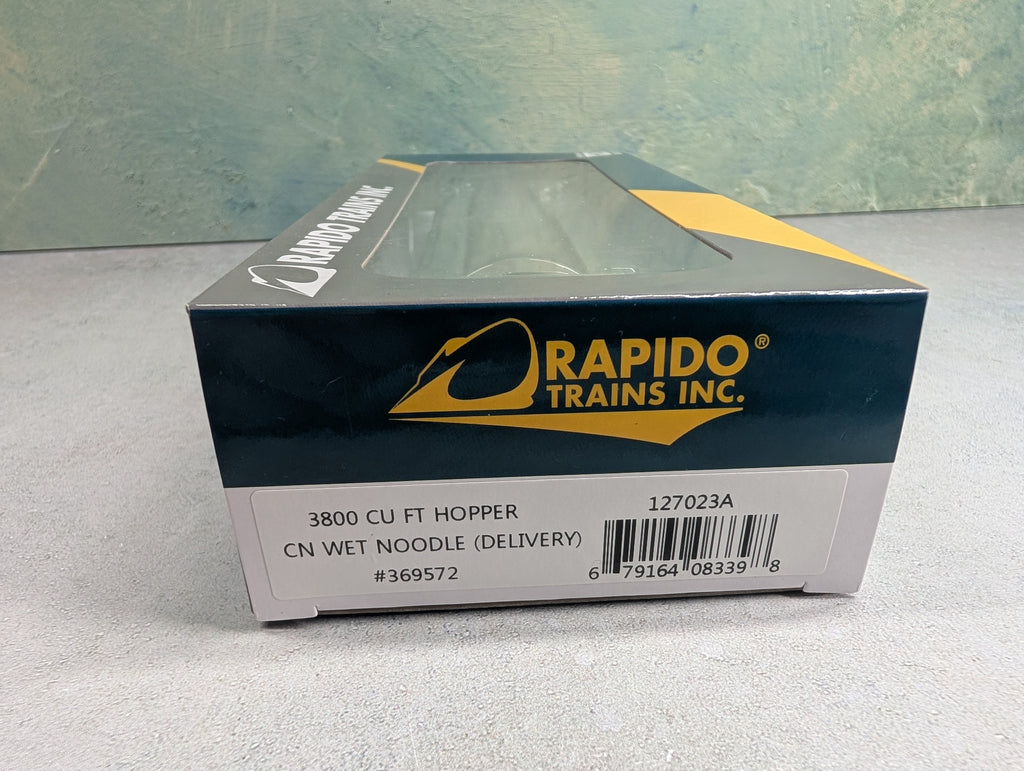 RAPIDO TRAINS INC
RAPIDO®
TRAINS INC.
3800 CU FT HOPPER
CN WET NOODLE (DELIVERY)
#369572
127023A
6 79164 08339 8